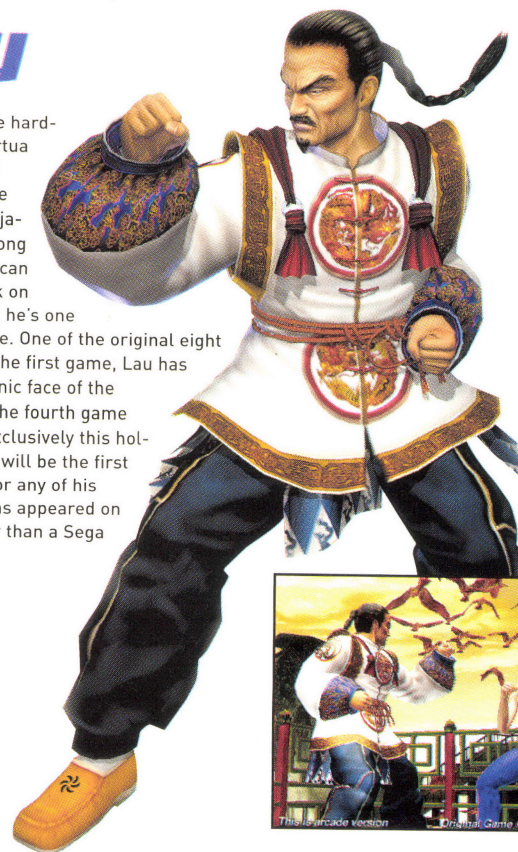 e hard-
rtua
e
ja-
ong
can
k on
he's one
e. One of the original eight
he first game, Lau has
nic face of the
he fourth game
xclusively this hol-
will be the first
or any of his
as appeared on
r than a Sega
This is arcade version
Original Game